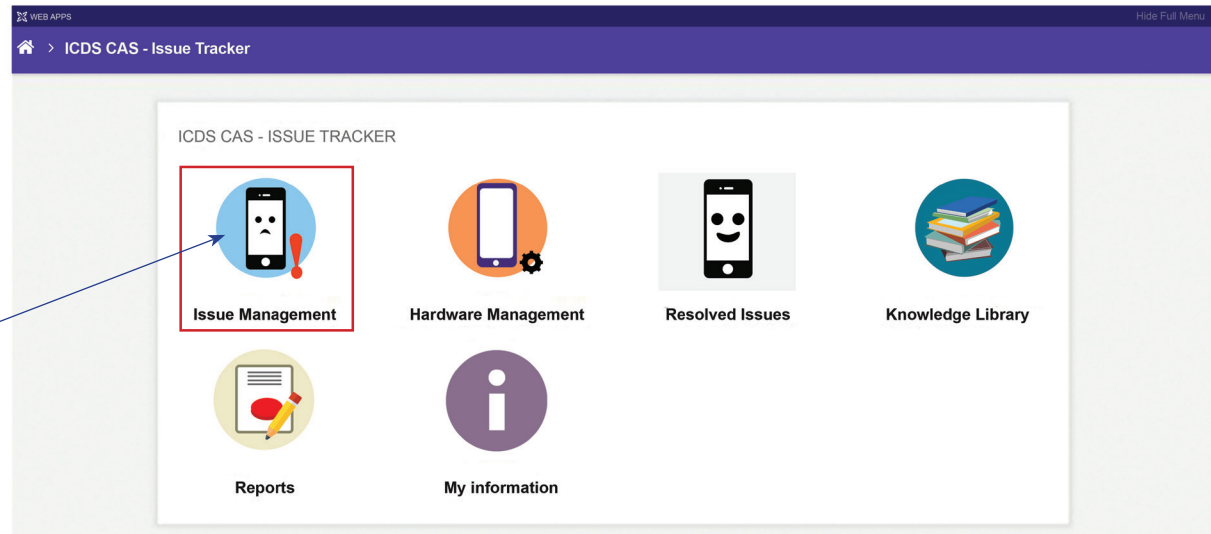 WEB APPS
Hide Full Menu
> ICDS CAS - Issue Tracker
ICDS CAS - ISSUE TRACKER
Issue Management
Hardware Management
Resolved Issues
Knowledge Library
Reports
My information